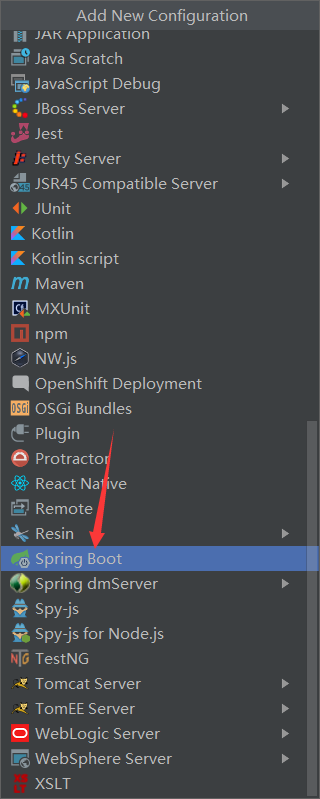 Add New Configuration
JAR Application
Java Scratch
JavaScript Debug
JBoss Server
Jest
Jetty Server
JSR45 Compatible Server
JUnit
Kotlin
Kotlin script
Maven
MXUnit
npm
NW.js
OpenShift Deployment
OSGi Bundles
Plugin
Protractor
React Native
Remote
Resin
Spring Boot
Spring dmServer
Spy-js
Spy-js for Node.js
TestNG
Tomcat Server
TomEE Server
WebLogic Server
WebSphere Server
XSLT